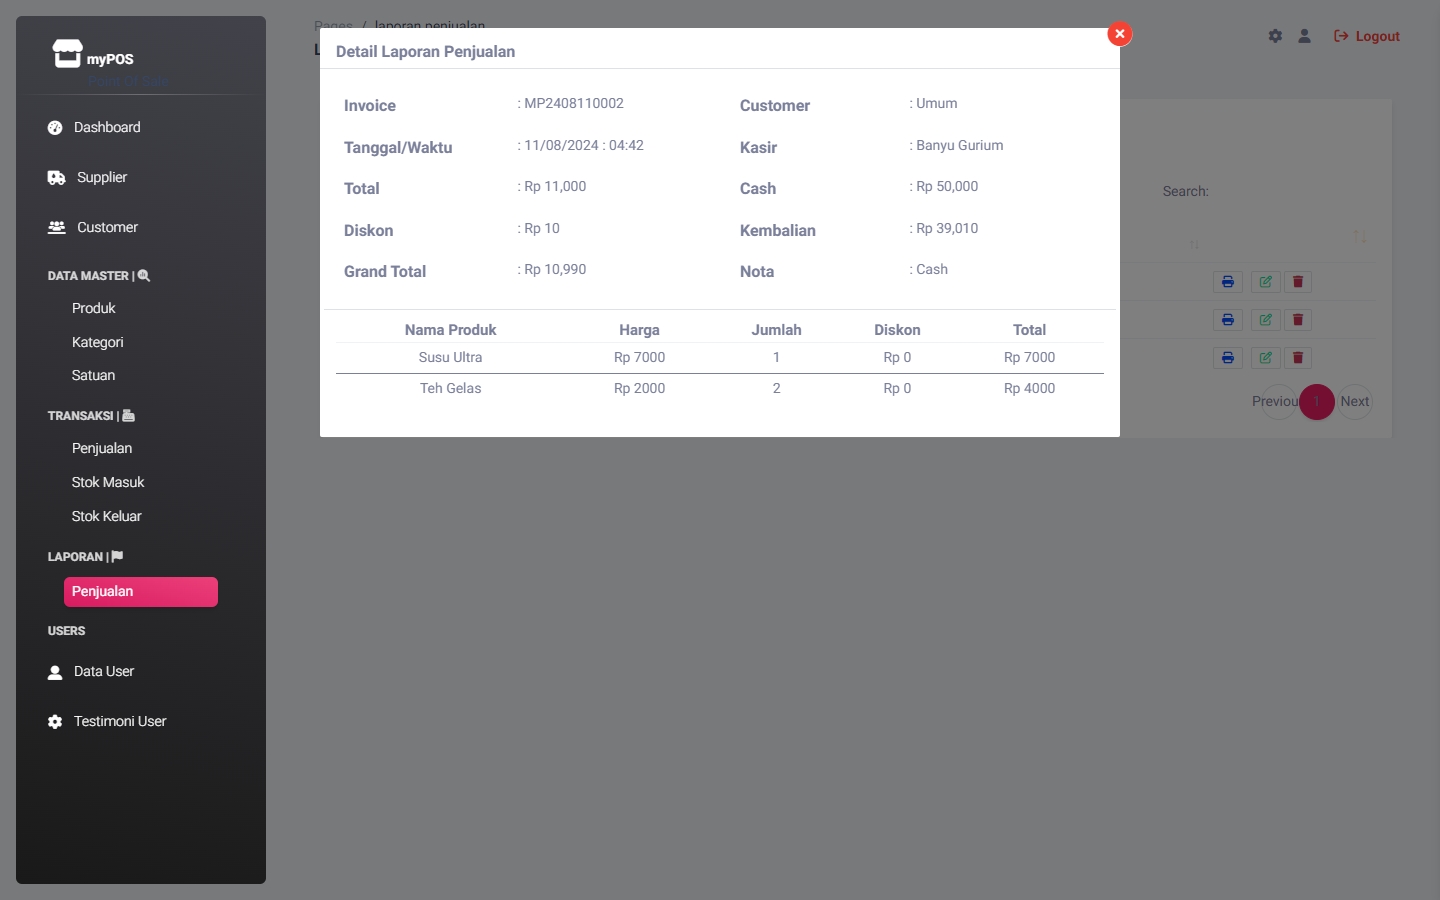 myPOS
Point Of Sale
Dashboard
Supplier
Customer
DATA MASTER |
Produk
Kategori
Satuan
TRANSAKSI |
Penjualan
Stok Masuk
Stok Keluar
LAPORAN |
Penjualan
USERS
Data User
Testimoni User
Pages / laporan penjualan
L
Logout
Detail Laporan Penjualan
Invoice : MP2408110002 Customer : Umum
Tanggal/Waktu : 11/08/2024 : 04:42 Kasir : Banyu Gurium
Total : Rp 11,000 Cash : Rp 50,000
Diskon : Rp 10 Kembalian : Rp 39,010
Grand Total : Rp 10,990 Nota : Cash
Nama Produk Harga Jumlah Diskon Total
Susu Ultra Rp 7000 1 Rp 0 Rp 7000
Teh Gelas Rp 2000 2 Rp 0 Rp 4000
Search:
Previou 1 Next